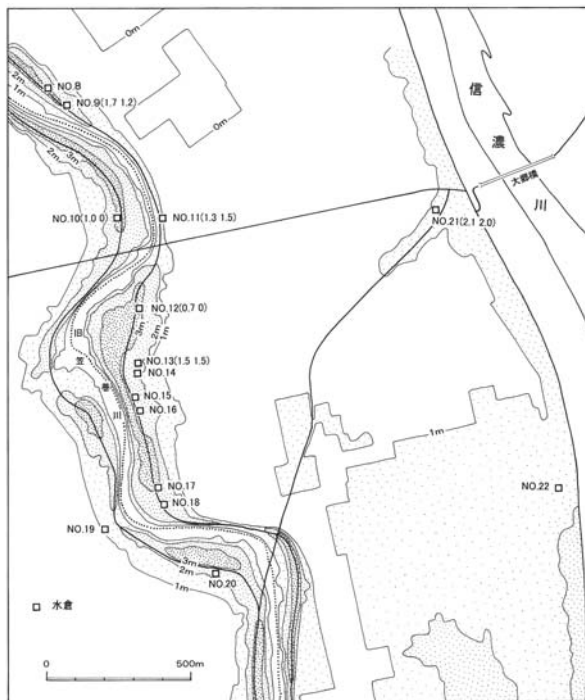 0m
2m
1m
NO.8
NO.9(1.7 1.2)
0m
3m
2m
信濃川
大郷橋
NO.10(1.0 0)
NO.11(1.3 1.5)
NO.21(2.1 2.0)
NO.12(0.7 0)
3m
2m
1m
旧笠巻川
NO.13(1.5 1.5)
NO.14
NO.15
NO.16
1m
NO.17
NO.18
NO.22
NO.19
3m
2m
1m
NO.20
水倉
0
500m